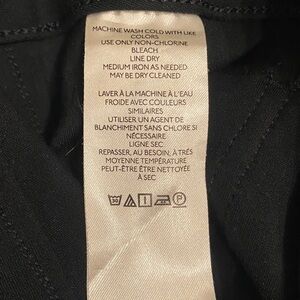 MACHINE WASH COLD WITH LIKE
COLORS
USE ONLY NON-CHLORINE
BLEACH
LINE DRY
MEDIUM IRON AS NEEDED
MAY BE DRY CLEANED
LAVER À LA MACHINE À L'EAU
FROIDE AVEC COULEURS
SIMILAIRES
UTILISER UN AGENT DE
BLANCHIMENT SANS CHLORE SI
NÉCESSAIRE
LIGNE SEC
REPASSER, AU BESOIN, À TRÉS
MOYENNE TEMPÉRATURE
PEUT-ÊTRE ÊTRE NETTOYÉE
À SEC